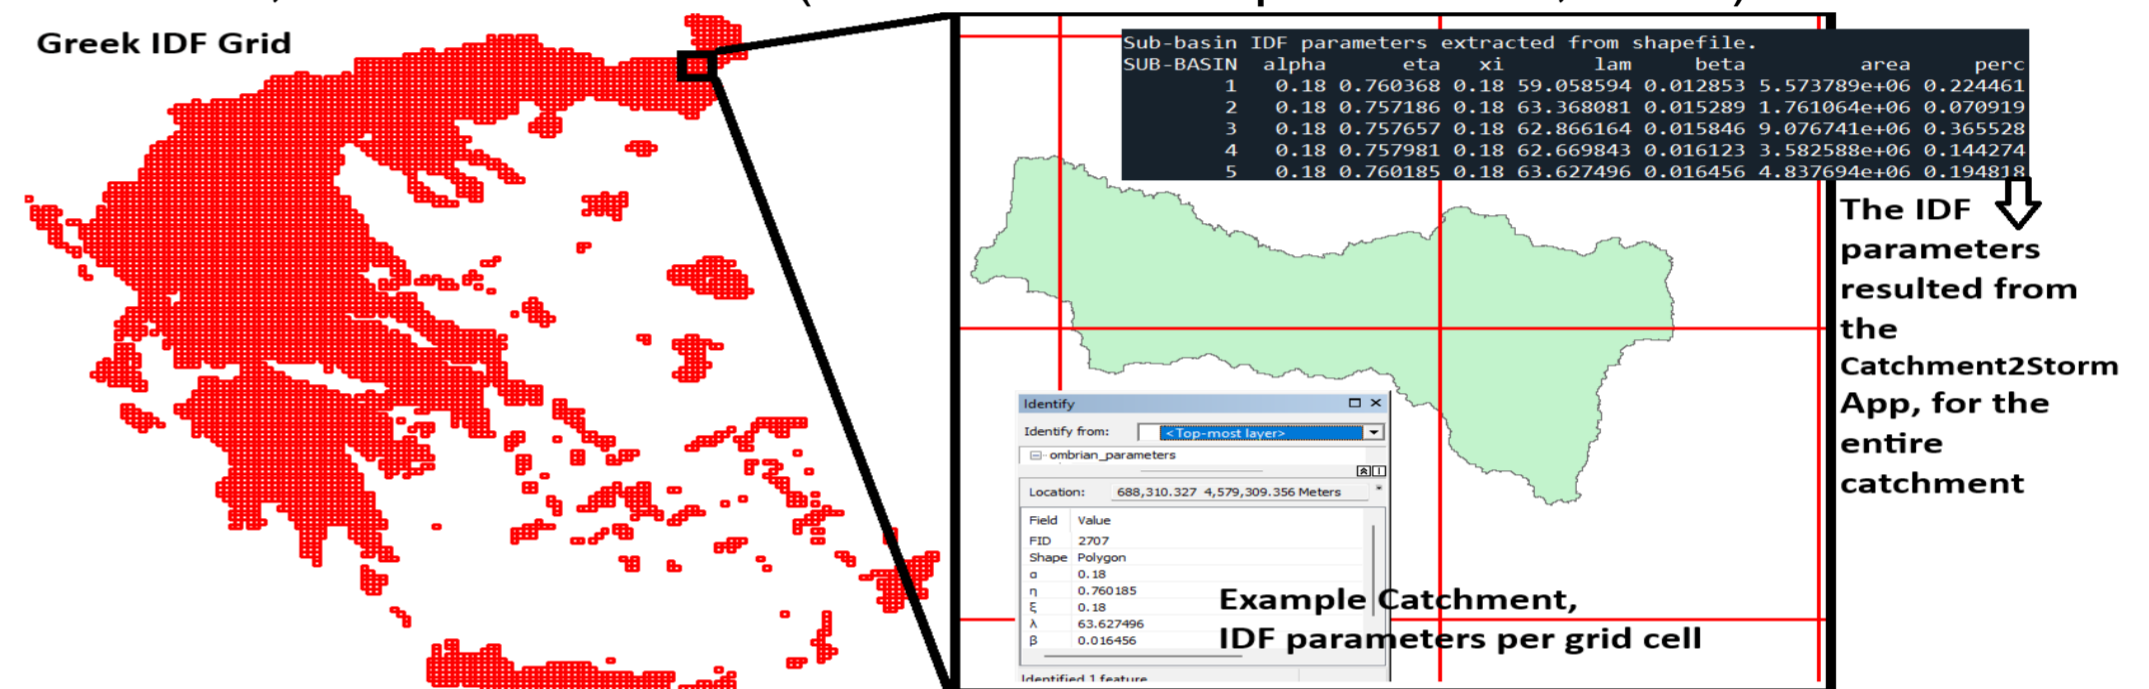 Greek IDF Grid
Sub-basin IDF parameters extracted from shapefile.
SUB-BASIN alpha eta xi lam beta area perc
1 0.18 0.760368 0.18 59.058594 0.012853 5.573789e+06 0.224461
2 0.18 0.757186 0.18 63.368081 0.015289 1.761064e+06 0.070919
3 0.18 0.757657 0.18 62.866164 0.015846 9.076741e+06 0.365528
4 0.18 0.757981 0.18 62.669843 0.016123 3.582588e+06 0.144274
5 0.18 0.760185 0.18 63.627496 0.016456 4.837694e+06 0.194818
The IDF
parameters
resulted from
the
Catchment2Storm
App, for the
entire
catchment
Identify
Identify from: <Top-most layer>
ombrian_parameters
Location: 688,310.327 4,579,309.356 Meters
Field Value
FID 2707
Shape Polygon
α 0.18
η 0.760185
ξ 0.18
λ 63.627496
β 0.016456
Identified 1 feature
Example Catchment,
IDF parameters per grid cell